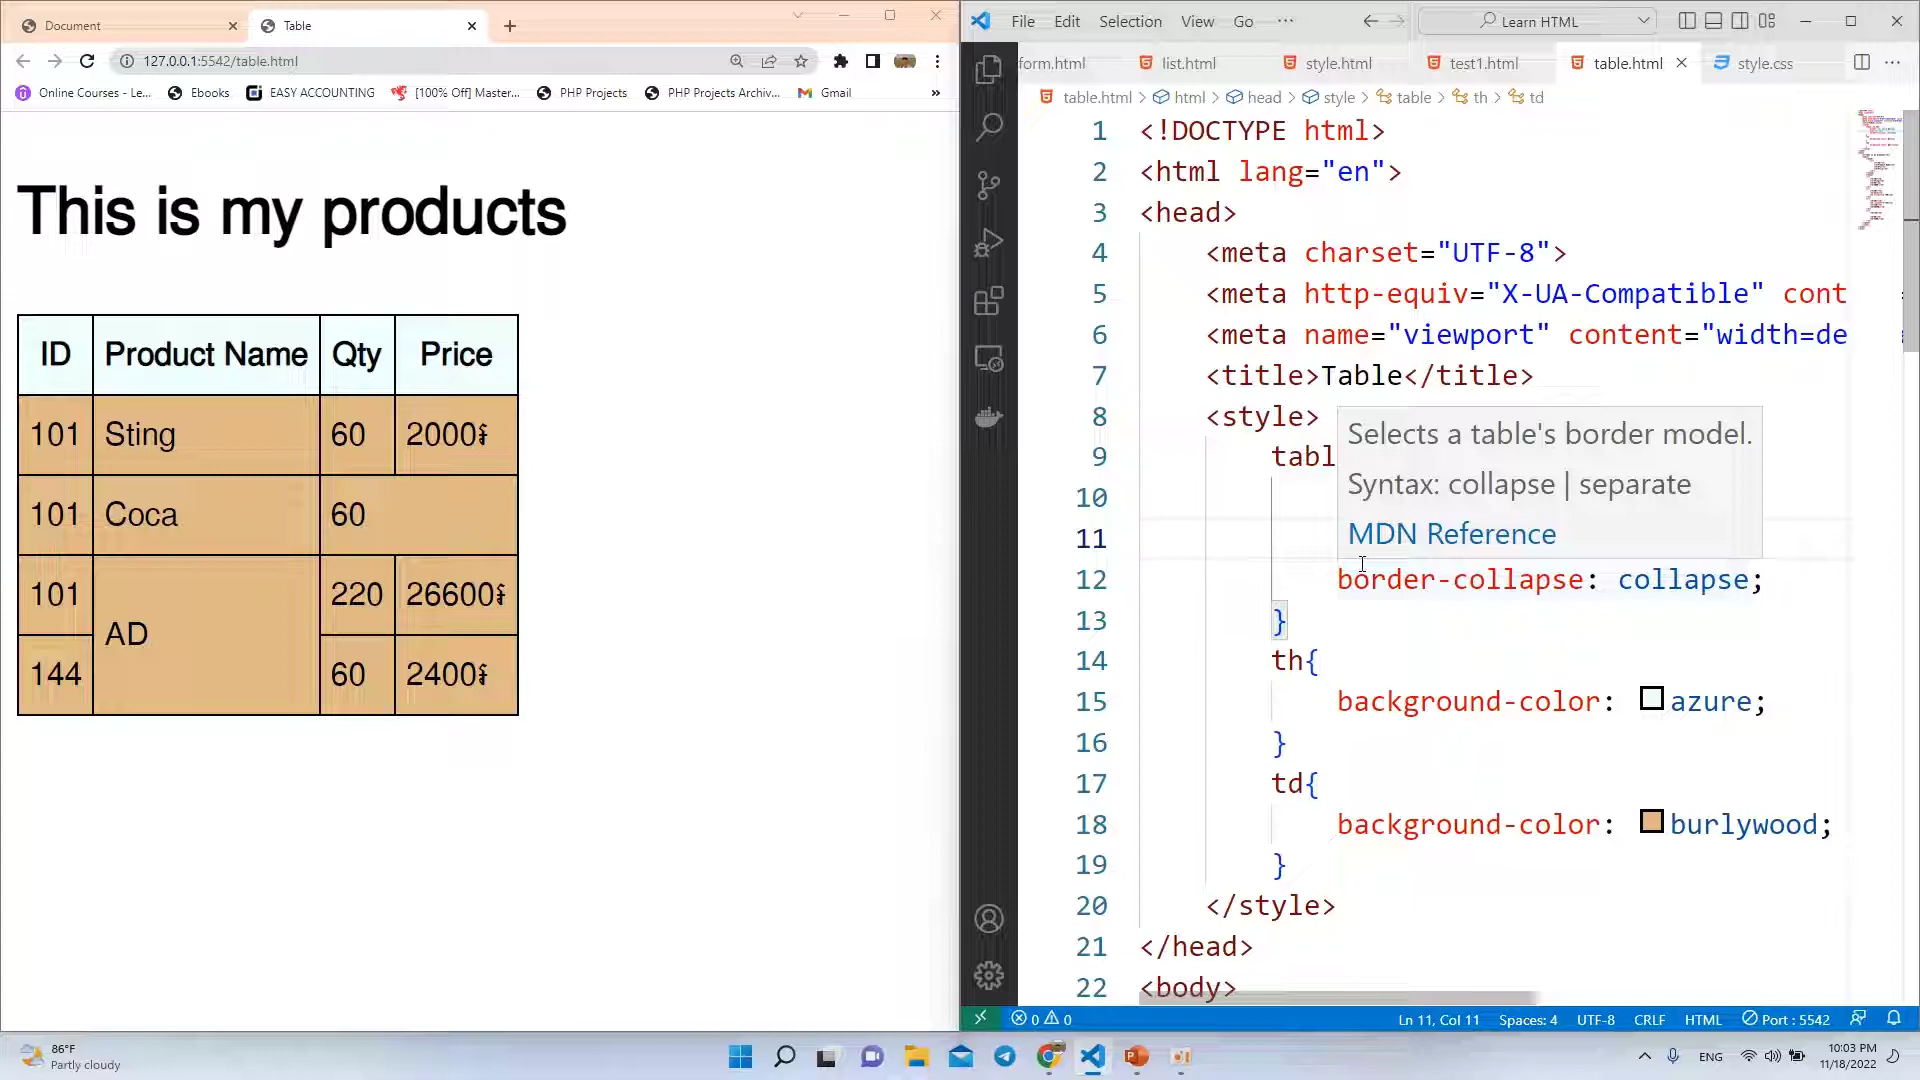 Document
Table
127.0.0.1:5542/table.html
Online Courses - Le...
Ebooks
EASY ACCOUNTING
[100% Off] Master...
PHP Projects
PHP Projects Archiv...
Gmail
»
This is my products
ID Product Name Qty Price
101 Sting 60 2000៛
101 Coca 60
101 AD 220 26600៛
144 60 2400៛
File Edit Selection View Go ···
Learn HTML
form.html list.html style.html test1.html table.html style.css
table.html > html > head > style > table > th > td
1 <!DOCTYPE html>
2 <html lang="en">
3 <head>
4 <meta charset="UTF-8">
5 <meta http-equiv="X-UA-Compatible" cont
6 <meta name="viewport" content="width=de
7 <title>Table</title>
8 <style>
9 tabl
10
11
12 border-collapse: collapse;
13 }
14 th{
15 background-color: azure;
16 }
17 td{
18 background-color: burlywood;
19 }
20 </style>
21 </head>
22 <body>
Selects a table's border model.
Syntax: collapse | separate
MDN Reference
0 0
Ln 11, Col 11 Spaces: 4 UTF-8 CRLF HTML Port : 5542
86°F
Partly cloudy
ENG
10:03 PM
11/18/2022